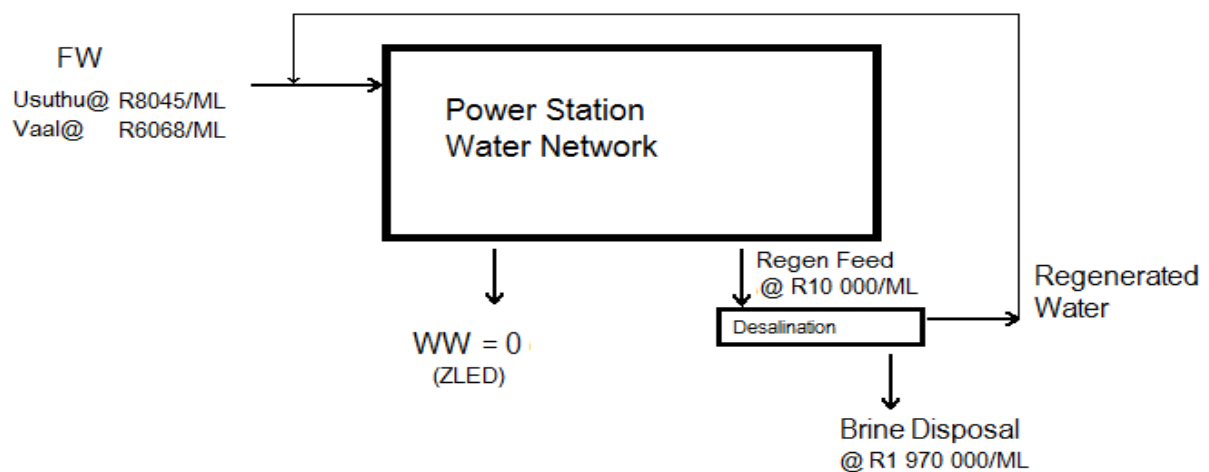 FW
Usuthu@ R8045/ML
Vaal@ R6068/ML
Power Station
Water Network
Regen Feed
@ R10 000/ML
Desalination
Regenerated
Water
WW = 0
(ZLED)
Brine Disposal
@ R1 970 000/ML